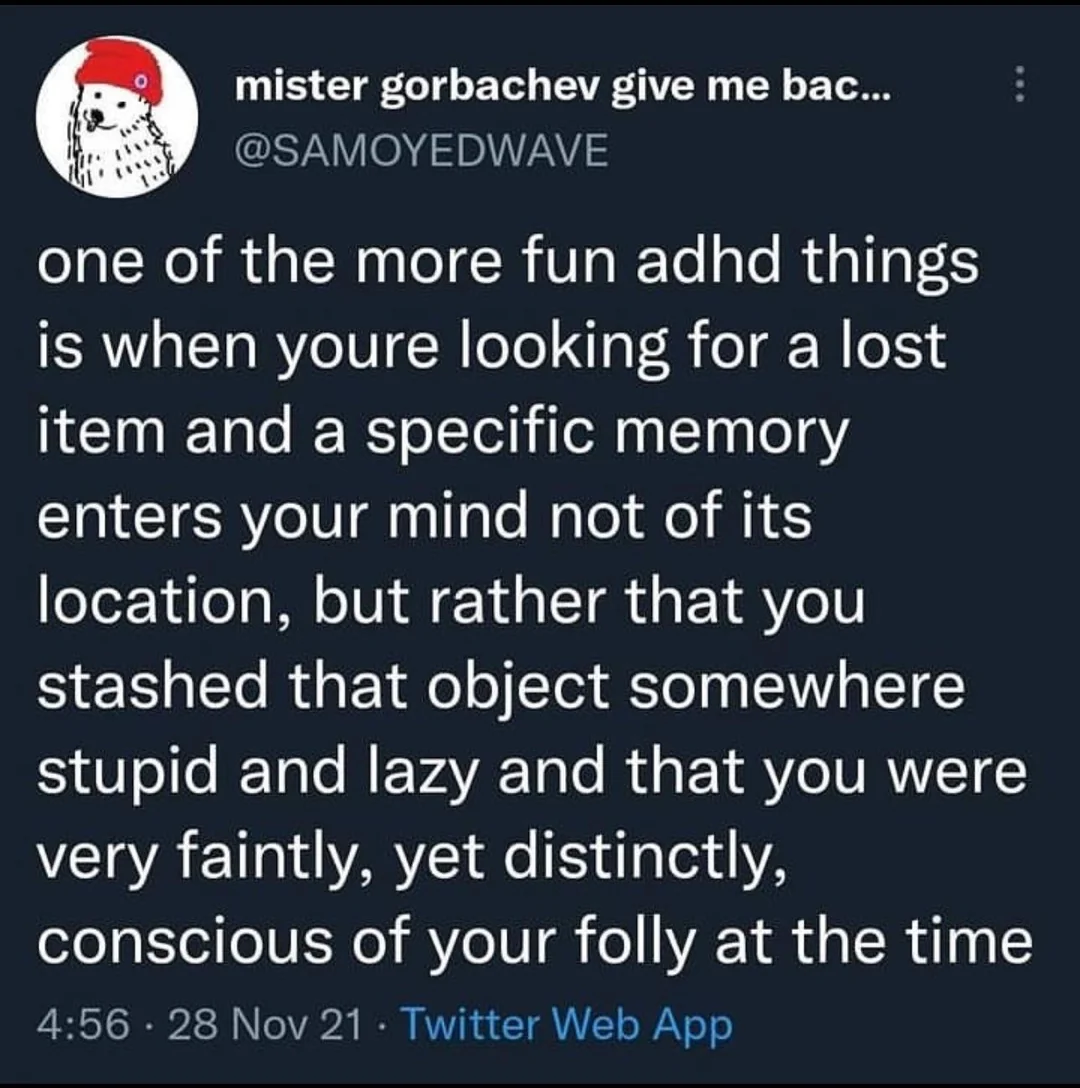 mister gorbachev give me bac...
@SAMOYEDWAVE
one of the more fun adhd things
is when youre looking for a lost
item and a specific memory
enters your mind not of its
location, but rather that you
stashed that object somewhere
stupid and lazy and that you were
very faintly, yet distinctly,
conscious of your folly at the time
4:56 · 28 Nov 21 · Twitter Web App